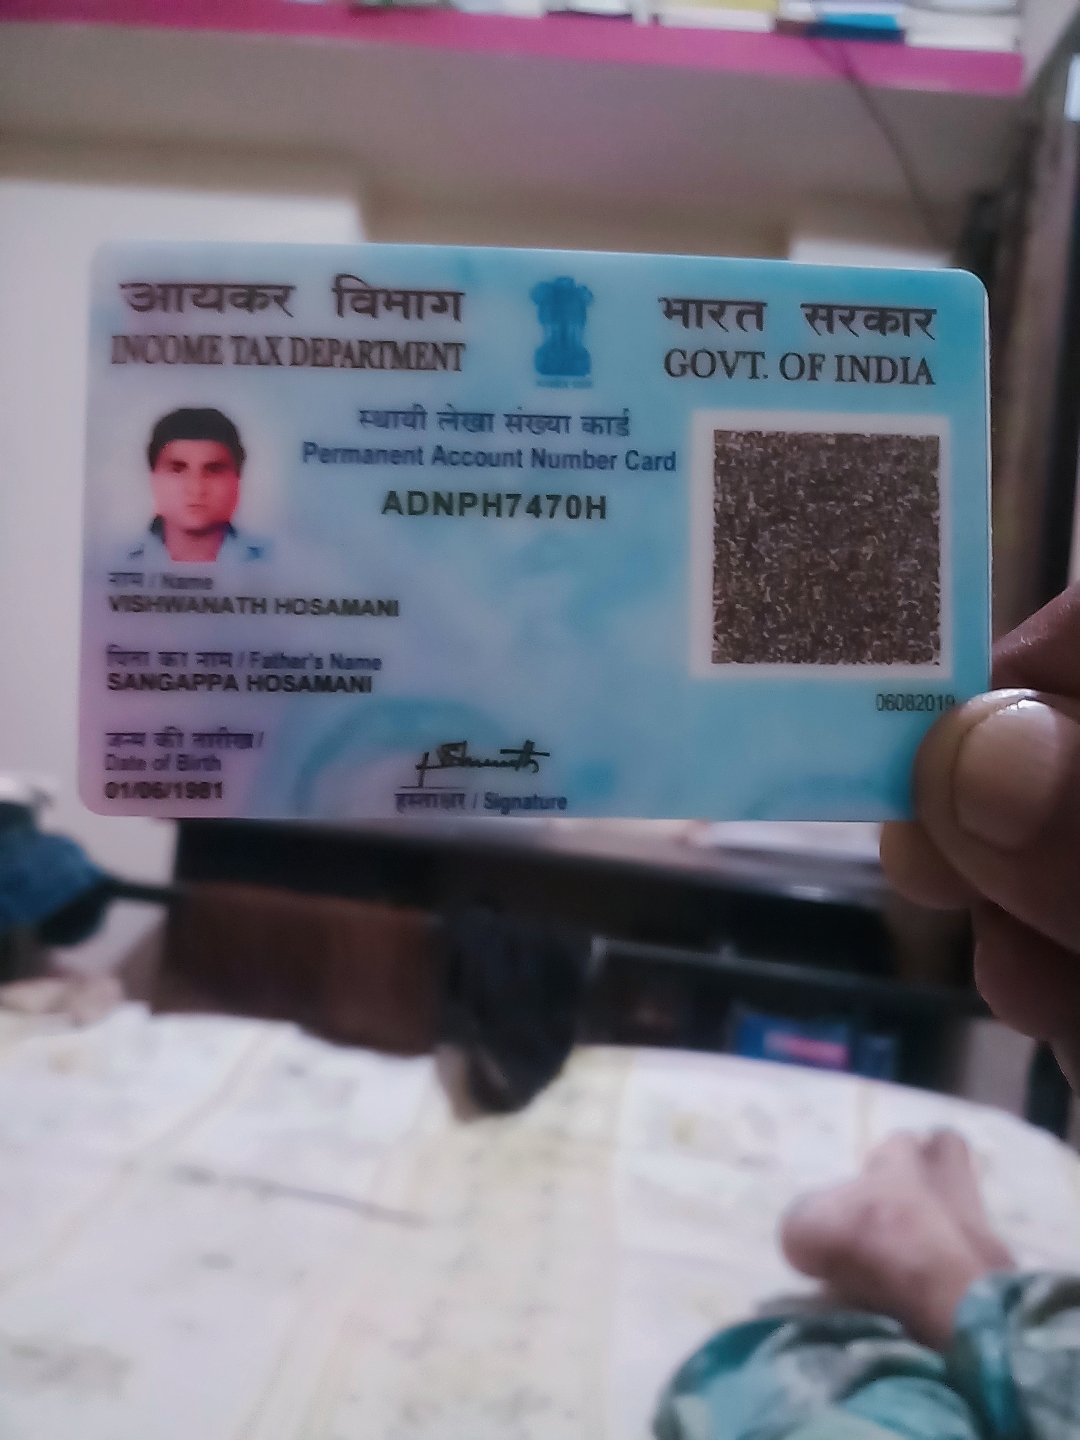 आयकर विभाग
INCOME TAX DEPARTMENT
भारत सरकार
GOVT. OF INDIA
स्थायी लेखा संख्या कार्ड
Permanent Account Number Card
ADNPH7470H
नाम / Name
VISHWANATH HOSAMANI
पिता का नाम / Father's Name
SANGAPPA HOSAMANI
06082019
जन्म की तारीख /
Date of Birth
01/06/1981
हस्ताक्षर / Signature